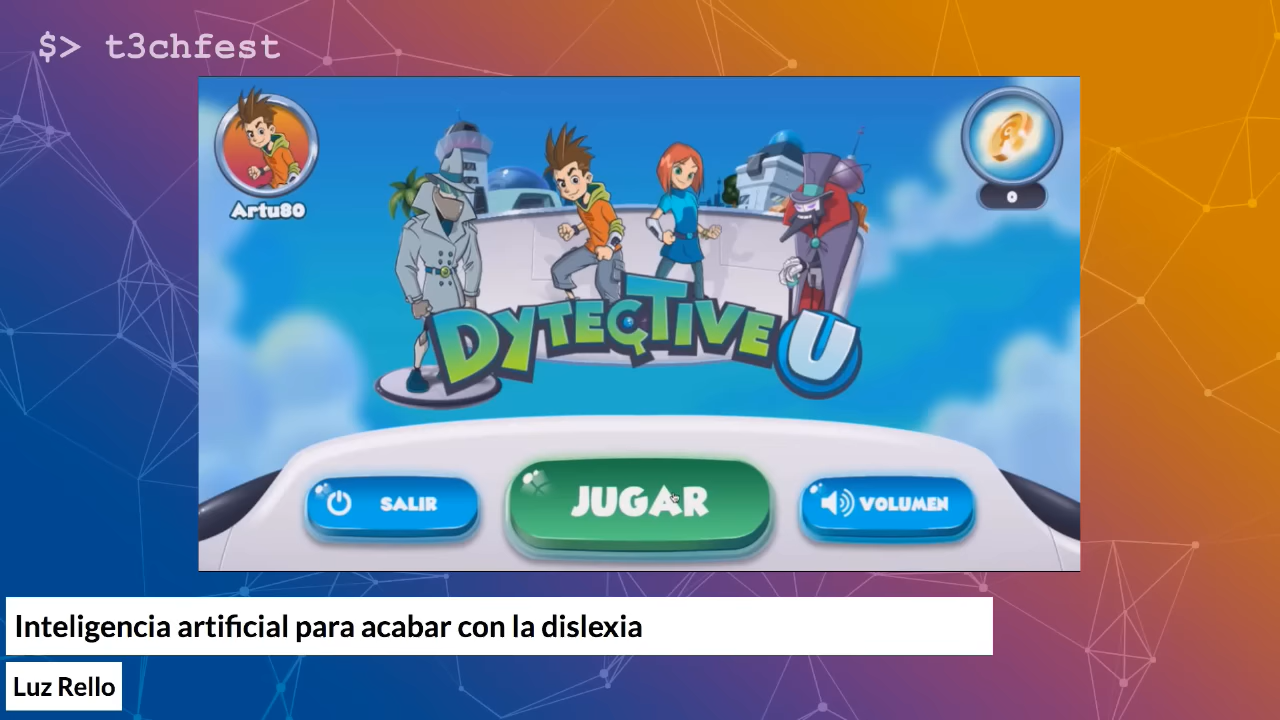 $> t3chfest
Artu80
0
DYTECTIVE U
SALIR
JUGAR
VOLUMEN
Inteligencia artificial para acabar con la dislexia
Luz Rello